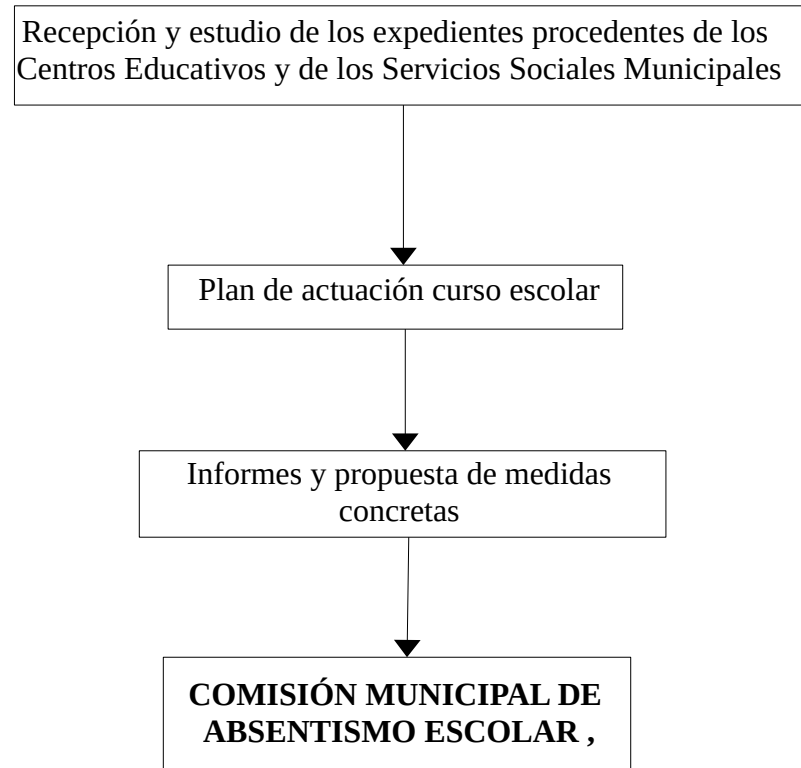 Recepción y estudio de los expedientes procedentes de los
Centros Educativos y de los Servicios Sociales Municipales
Plan de actuación curso escolar
Informes y propuesta de medidas
concretas
COMISIÓN MUNICIPAL DE
ABSENTISMO ESCOLAR ,